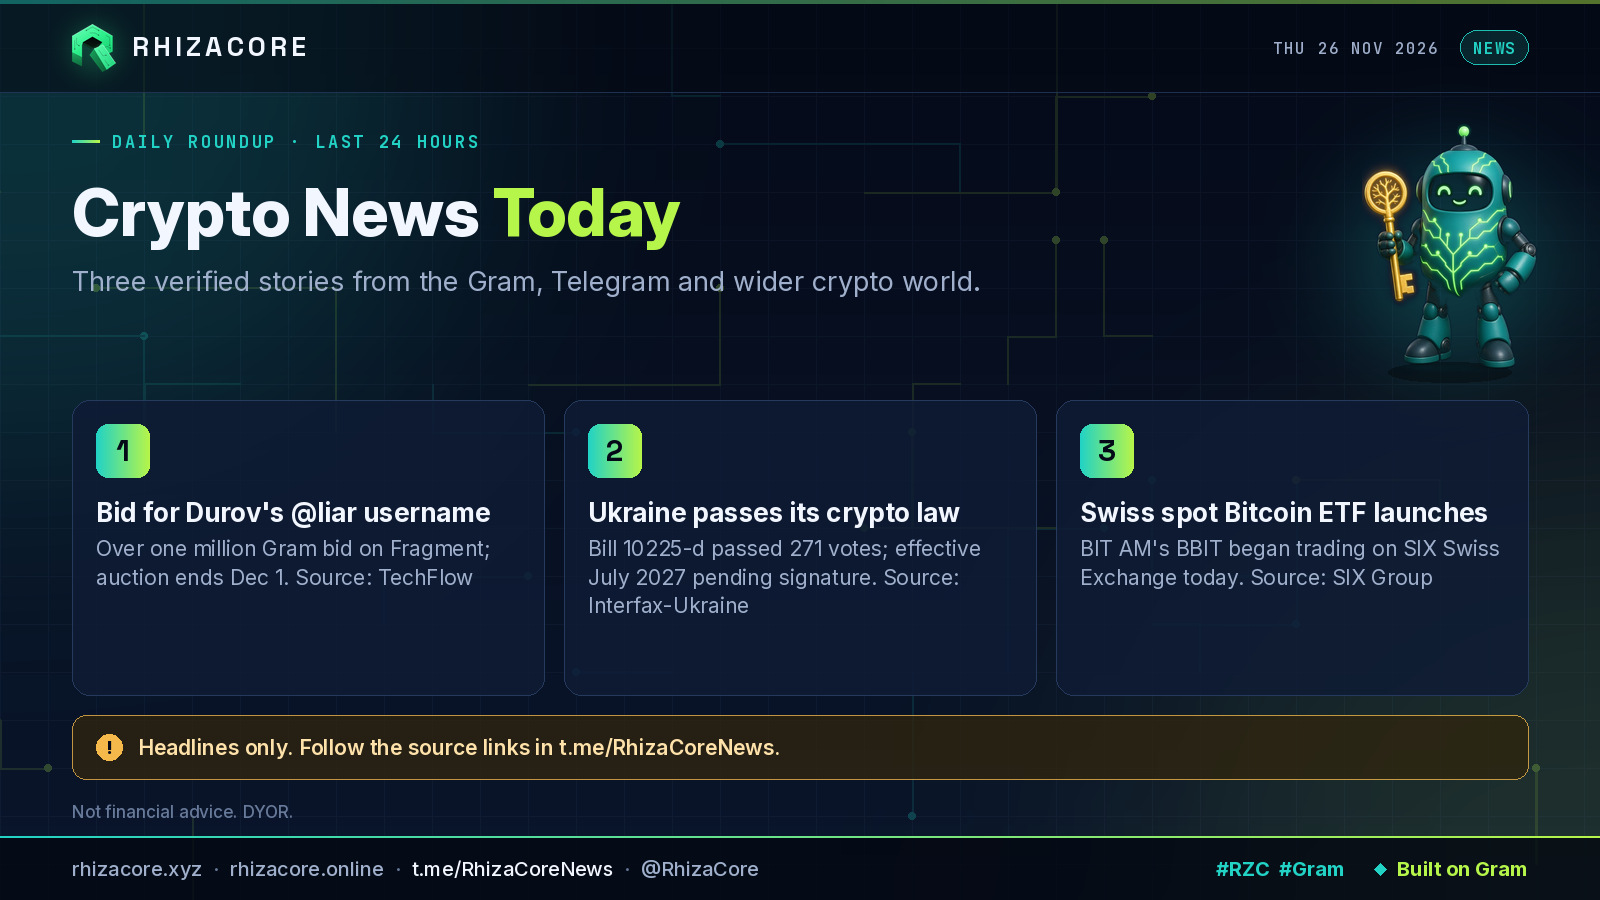 RHIZACORE
THU 26 NOV 2026 NEWS
DAILY ROUNDUP · LAST 24 HOURS
Crypto News Today
Three verified stories from the Gram, Telegram and wider crypto world.
1
Bid for Durov's @liar username
Over one million Gram bid on Fragment;
auction ends Dec 1. Source: TechFlow
2
Ukraine passes its crypto law
Bill 10225-d passed 271 votes; effective
July 2027 pending signature. Source:
Interfax-Ukraine
3
Swiss spot Bitcoin ETF launches
BIT AM's BBIT began trading on SIX Swiss
Exchange today. Source: SIX Group
! Headlines only. Follow the source links in t.me/RhizaCoreNews.
Not financial advice. DYOR.
rhizacore.xyz · rhizacore.online · t.me/RhizaCoreNews · @RhizaCore
#RZC #Gram ◆ Built on Gram